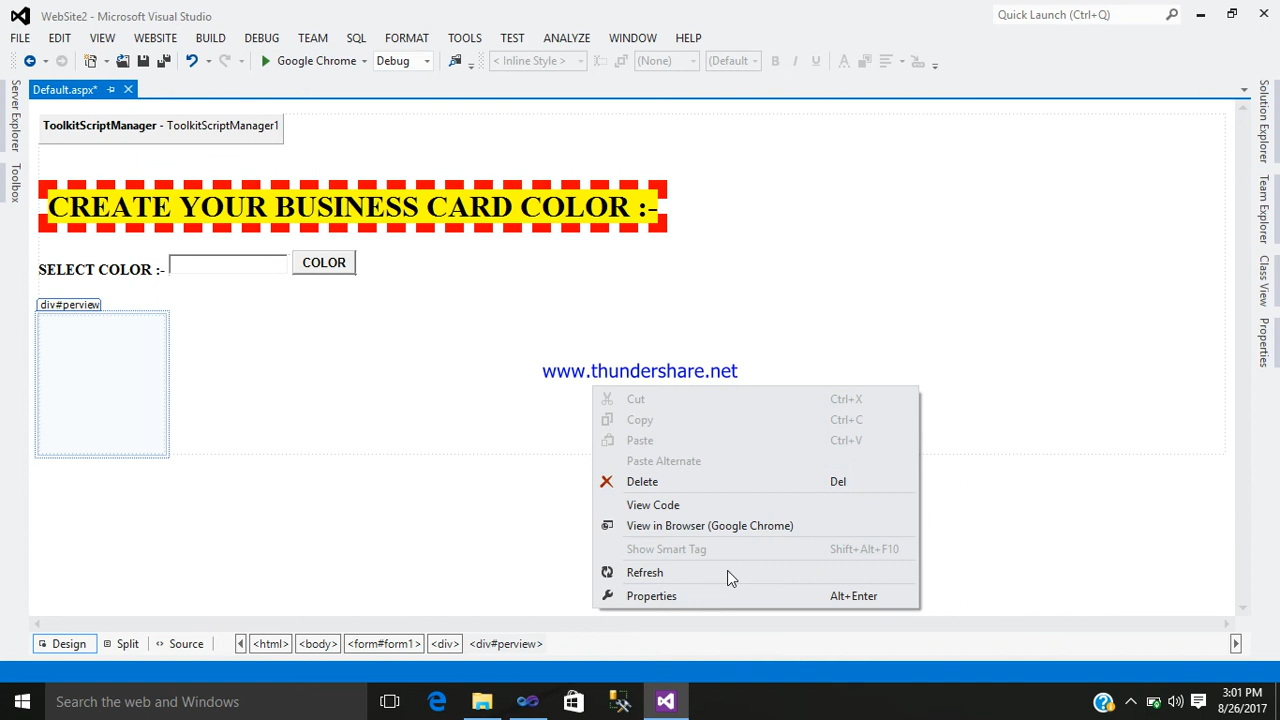 WebSite2 - Microsoft Visual Studio
Quick Launch (Ctrl+Q)
FILE EDIT VIEW WEBSITE BUILD DEBUG TEAM SQL FORMAT TOOLS TEST ANALYZE WINDOW HELP
Google Chrome Debug < Inline Style > (None) (Default B I U A
Default.aspx*
Server Explorer
Toolbox
Solution Explorer
Team Explorer
Class View
Properties
ToolkitScriptManager - ToolkitScriptManager1
CREATE YOUR BUSINESS CARD COLOR :-
SELECT COLOR :- COLOR
div#perview
www.thundershare.net
Cut Ctrl+X
Copy Ctrl+C
Paste Ctrl+V
Paste Alternate
Delete Del
View Code
View in Browser (Google Chrome)
Show Smart Tag Shift+Alt+F10
Refresh
Properties Alt+Enter
Design Split Source <html> <body> <form#form1> <div> <div#perview>
Search the web and Windows
3:01 PM
8/26/2017